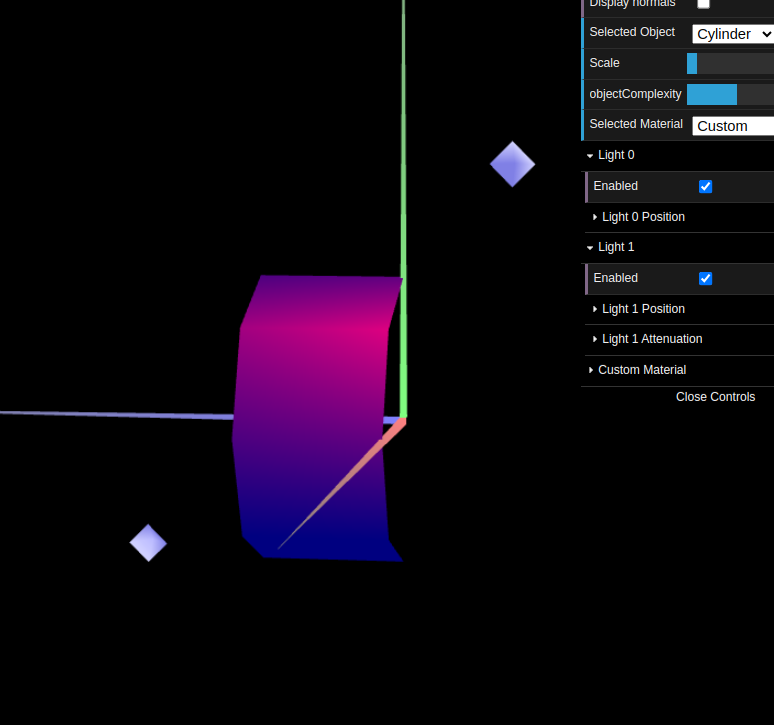 Display normals
Selected Object Cylinder
Scale
objectComplexity
Selected Material Custom
Light 0
Enabled
Light 0 Position
Light 1
Enabled
Light 1 Position
Light 1 Attenuation
Custom Material
Close Controls